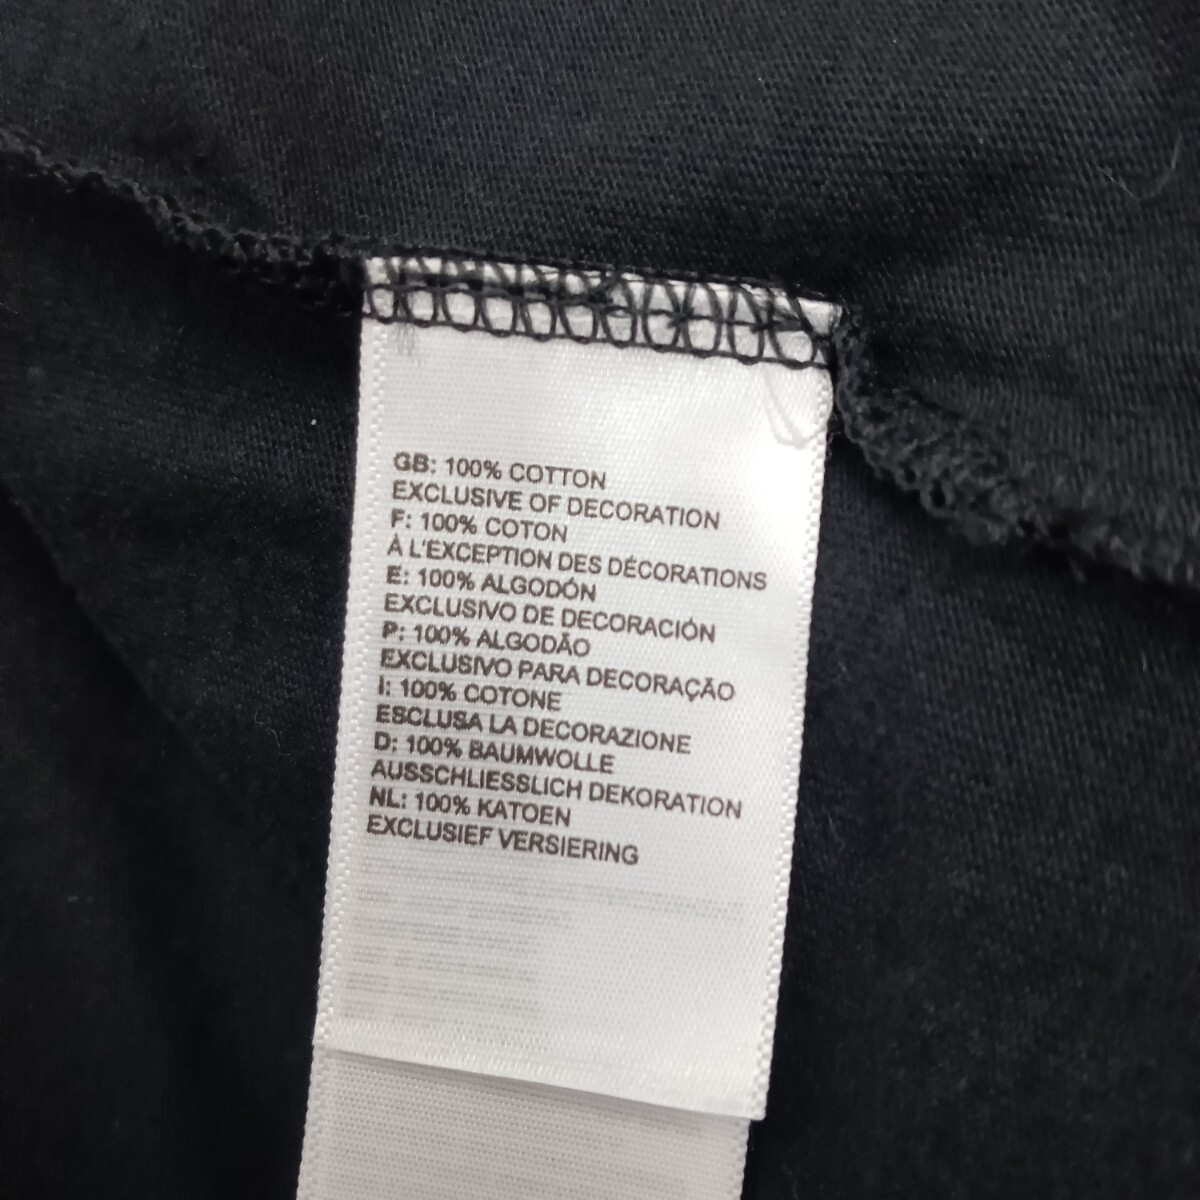 GB: 100% COTTON
EXCLUSIVE OF DECORATION
F: 100% COTON
À L'EXCEPTION DES DÉCORATIONS
E: 100% ALGODÓN
EXCLUSIVO DE DECORACIÓN
P: 100% ALGODÃO
EXCLUSIVO PARA DECORAÇÃO
I: 100% COTONE
ESCLUSA LA DECORAZIONE
D: 100% BAUMWOLLE
AUSSCHLIESSLICH DEKORATION
NL: 100% KATOEN
EXCLUSIEF VERSIERING